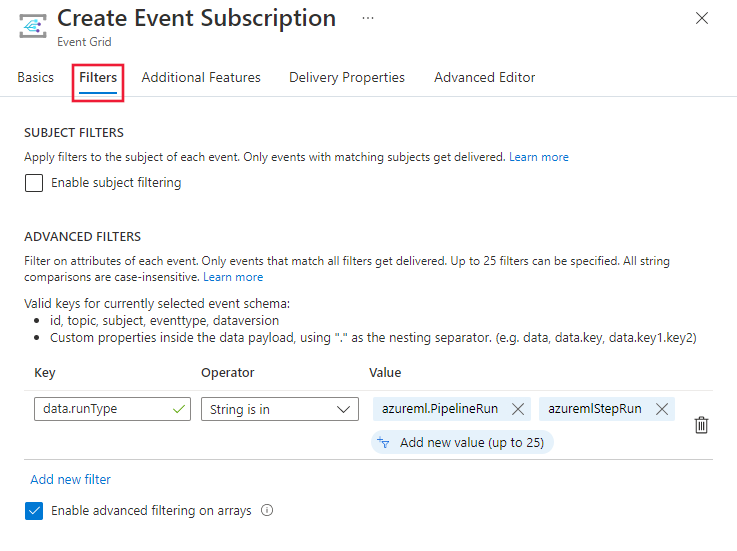 Create Event Subscription ...
Event Grid
Basics Filters Additional Features Delivery Properties Advanced Editor
SUBJECT FILTERS
Apply filters to the subject of each event. Only events with matching subjects get delivered. Learn more
Enable subject filtering
ADVANCED FILTERS
Filter on attributes of each event. Only events that match all filters get delivered. Up to 25 filters can be specified. All string
comparisons are case-insensitive. Learn more
Valid keys for currently selected event schema:
• id, topic, subject, eventtype, dataversion
• Custom properties inside the data payload, using "." as the nesting separator. (e.g. data, data.key, data.key1.key2)
Key Operator Value
data.runType String is in azureml.PipelineRun azuremlStepRun
Add new value (up to 25)
Add new filter
Enable advanced filtering on arrays